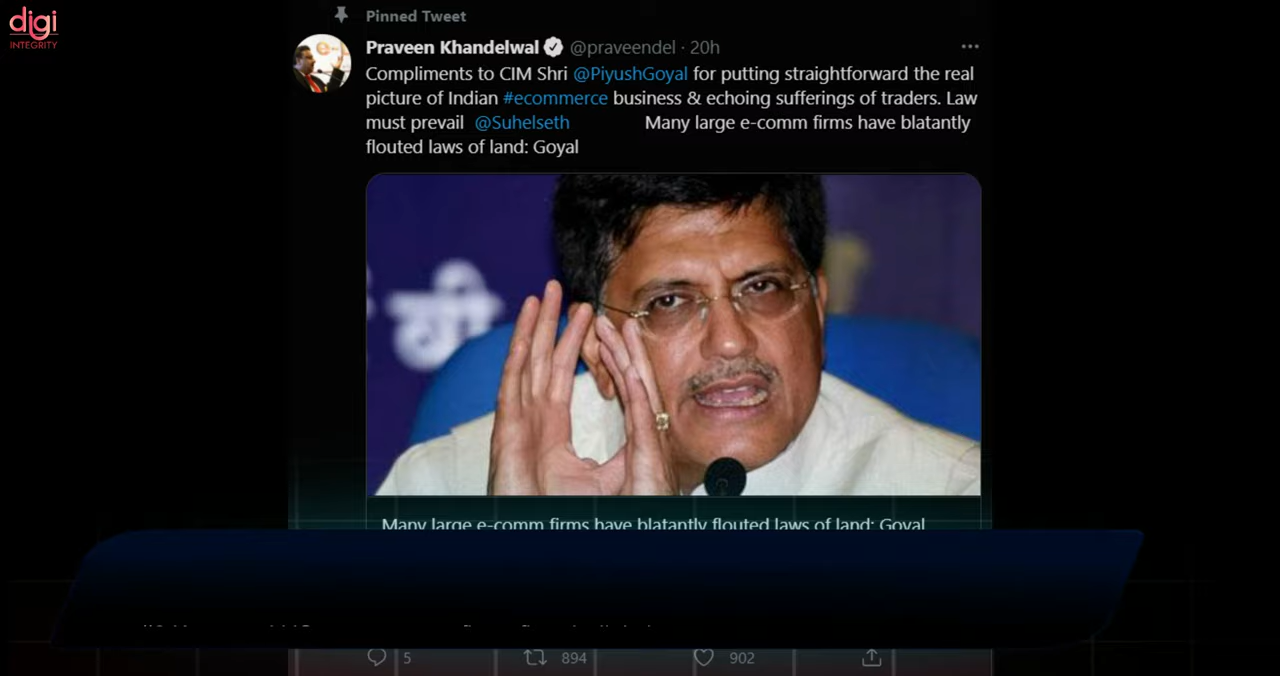 digi
INTEGRITY
Pinned Tweet
Praveen Khandelwal @praveendel · 20h
Compliments to CIM Shri @PiyushGoyal for putting straightforward the real
picture of Indian #ecommerce business & echoing sufferings of traders. Law
must prevail @Suhelseth Many large e-comm firms have blatantly
flouted laws of land: Goyal
वी
Many large e-comm firms have blatantly flouted laws of land: Goyal
5 894 902